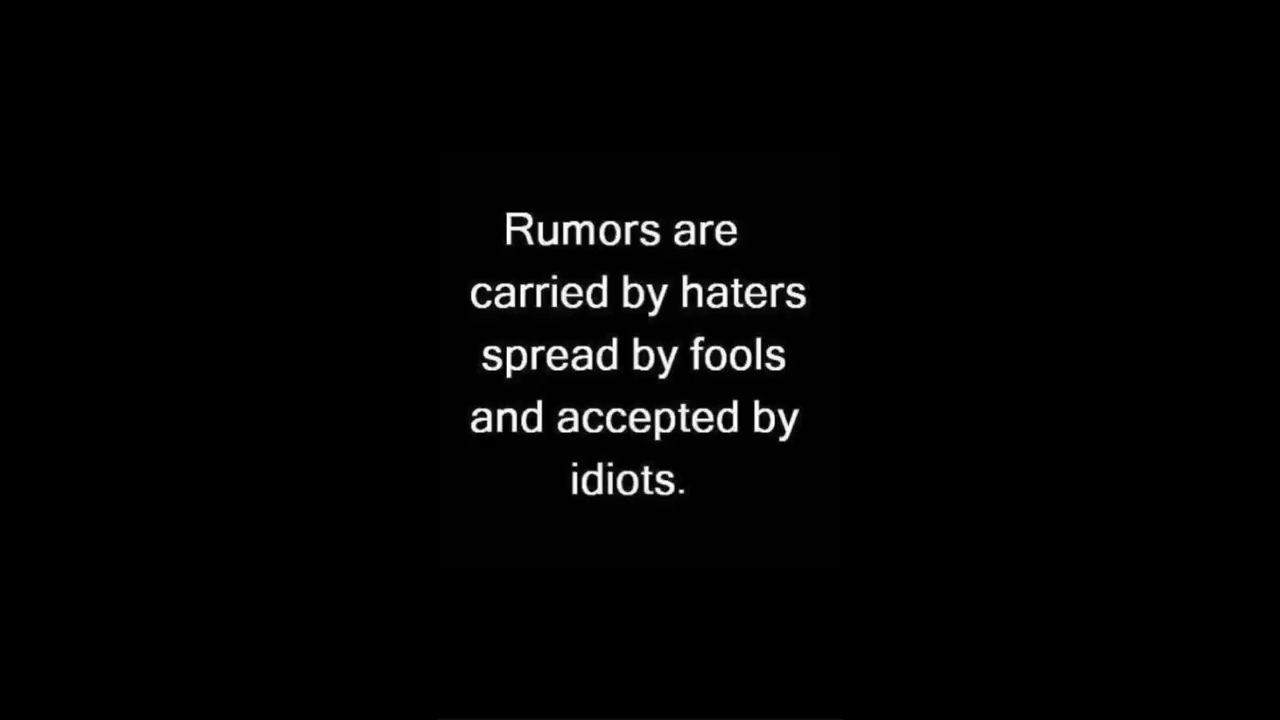 Rumors are
carried by haters
spread by fools
and accepted by
idiots.